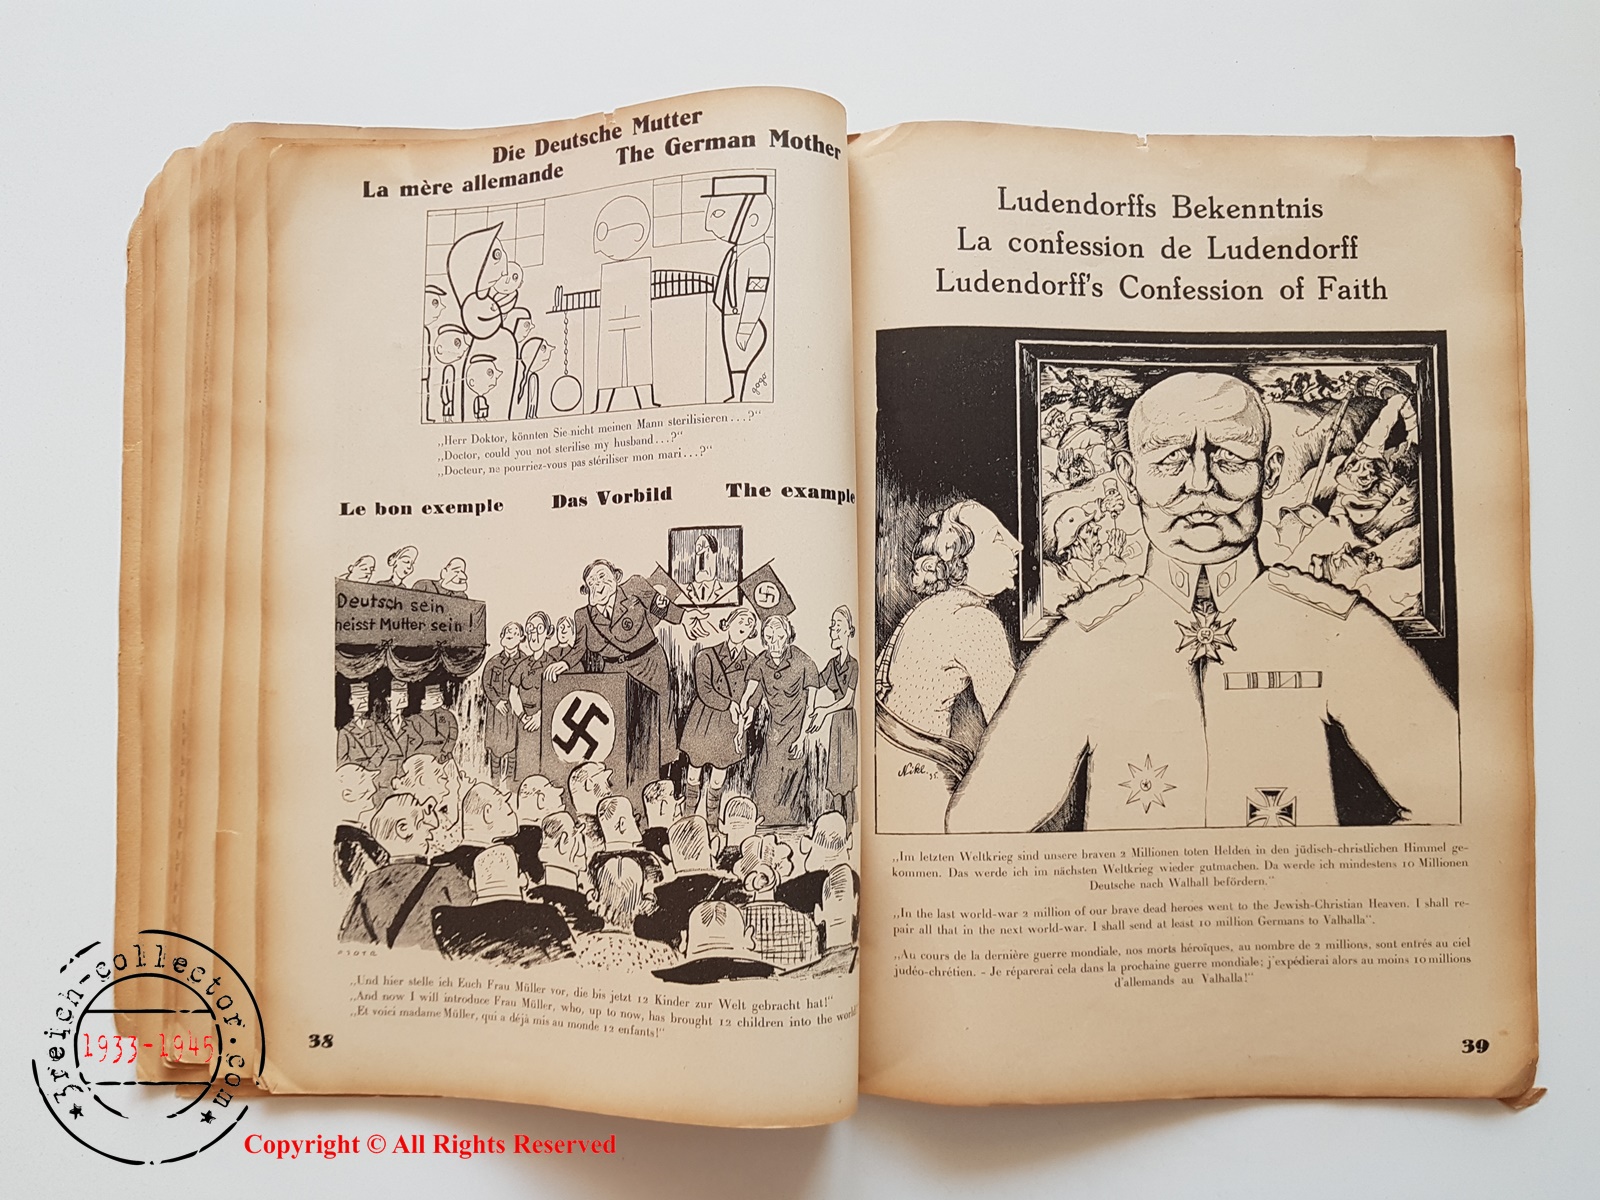 Die Deutsche Mutter
La mère allemande
The German Mother
gogo
„Herr Doktor, könnten Sie nicht meinen Mann sterilisieren...?“
„Doctor, could you not sterilise my husband...?“
„Docteur, ne pourriez-vous pas stériliser mon mari...?“
Le bon exemple
Das Vorbild
The example
Deutsch sein
heisst Mutter sein!
„Und hier stelle ich Euch Frau Müller vor, die bis jetzt 12 Kinder zur Welt gebracht hat!“
„And now I will introduce Frau Müller, who, up to now, has brought 12 children into the world“
„Et voici madame Müller, qui a déjà mis au monde 12 enfants!“
38
Ludendorffs Bekenntnis
La confession de Ludendorff
Ludendorff's Confession of Faith
Nikl. 35
„Im letzten Weltkrieg sind unsere braven 2 Millionen toten Helden in den jüdisch-christlichen Himmel ge-
kommen. Das werde ich im nächsten Weltkrieg wieder gutmachen. Da werde ich mindestens 10 Millionen
Deutsche nach Walhall befördern.“
„In the last world-war 2 million of our brave dead heroes went to the Jewish-Christian Heaven. I shall re-
pair all that in the next world-war. I shall send at least 10 million Germans to Valhalla“.
„Au cours de la dernière guerre mondiale, nos morts héroïques, au nombre de 2 millions, sont entrés au ciel
judéo-chrétien. - Je réparerai cela dans la prochaine guerre mondiale; j'expédierai alors au moins 10 millions
d'allemands au Valhalla!“
39
3reich-collector.com
1933-1945
Copyright © All Rights Reserved